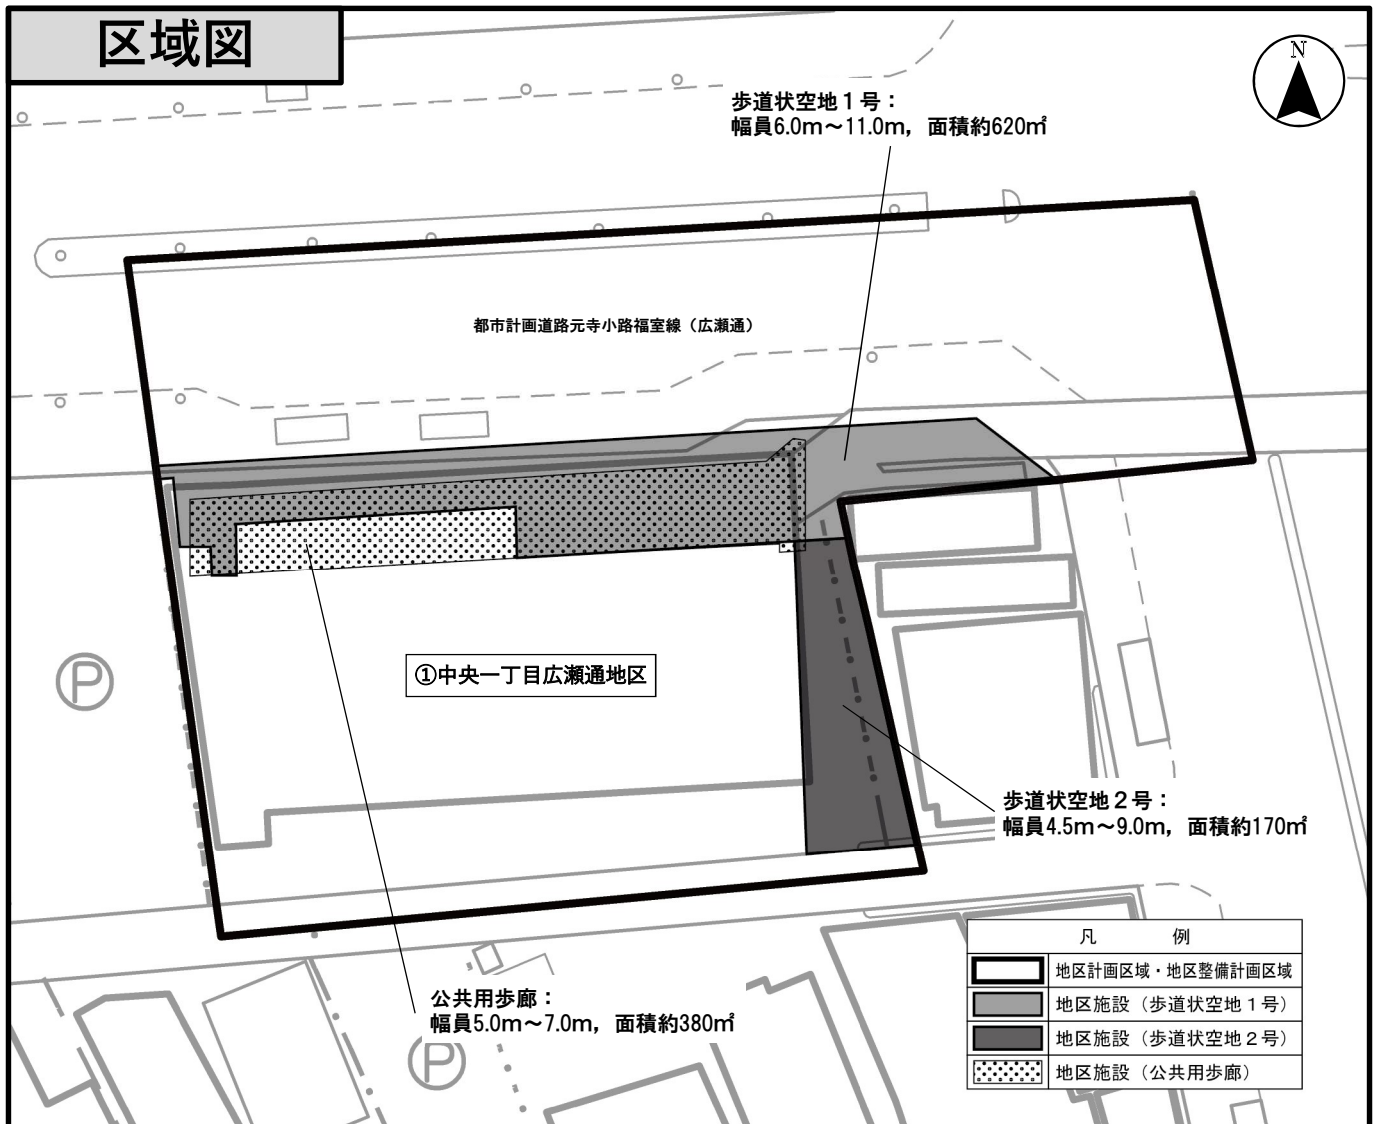 区域図
N
歩道状空地1号：
幅員6.0m～11.0m，面積約620㎡
都市計画道路元寺小路福室線（広瀬通）
①中央一丁目広瀬通地区
P
歩道状空地2号：
幅員4.5m～9.0m，面積約170㎡
公共用歩廊：
幅員5.0m～7.0m，面積約380㎡
P
凡 例
地区計画区域・地区整備計画区域
地区施設（歩道状空地1号）
地区施設（歩道状空地2号）
地区施設（公共用歩廊）